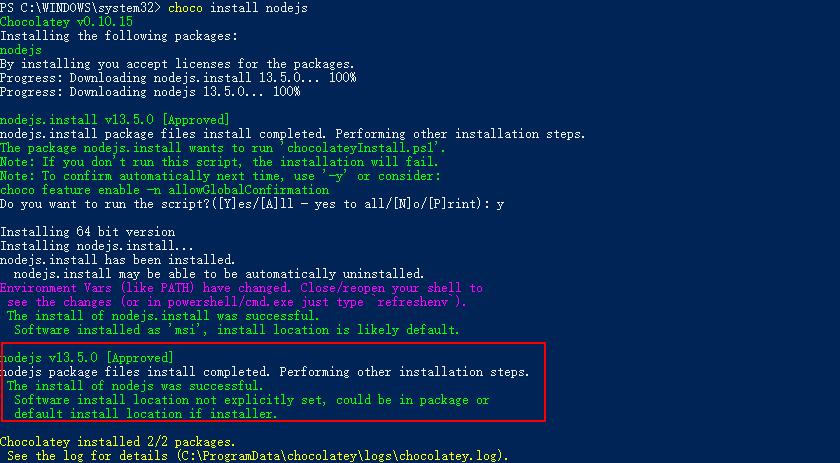 PS C:\WINDOWS\system32> choco install nodejs
Chocolatey v0.10.15
Installing the following packages:
nodejs
By installing you accept licenses for the packages.
Progress: Downloading nodejs.install 13.5.0... 100%
Progress: Downloading nodejs 13.5.0... 100%
nodejs.install v13.5.0 [Approved]
nodejs.install package files install completed. Performing other installation steps.
The package nodejs.install wants to run 'chocolateyInstall.ps1'.
Note: If you don't run this script, the installation will fail.
Note: To confirm automatically next time, use '-y' or consider:
choco feature enable -n allowGlobalConfirmation
Do you want to run the script?([Y]es/[A]ll - yes to all/[N]o/[P]rint): y
Installing 64 bit version
Installing nodejs.install...
nodejs.install has been installed.
  nodejs.install may be able to be automatically uninstalled.
Environment Vars (like PATH) have changed. Close/reopen your shell to
 see the changes (or in powershell/cmd.exe just type `refreshenv`).
 The install of nodejs.install was successful.
  Software installed as 'msi', install location is likely default.
nodejs v13.5.0 [Approved]
nodejs package files install completed. Performing other installation steps.
 The install of nodejs was successful.
  Software install location not explicitly set, could be in package or
  default install location if installer.
Chocolatey installed 2/2 packages.
 See the log for details (C:\ProgramData\chocolatey\logs\chocolatey.log).